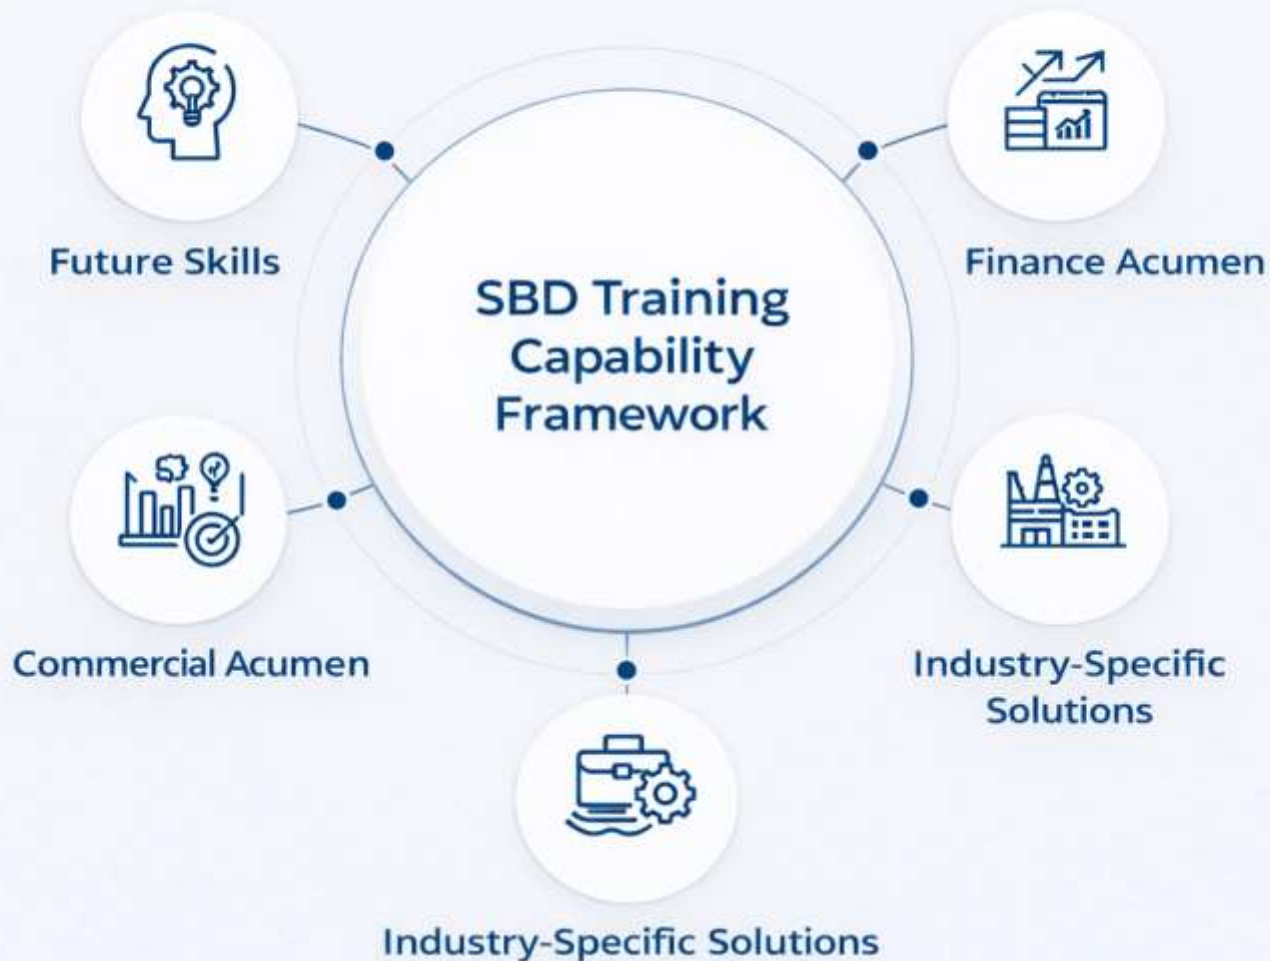 Future Skills
Finance Acumen
SBD Training
Capability
Framework
Commercial Acumen
Industry-Specific
Solutions
Industry-Specific Solutions